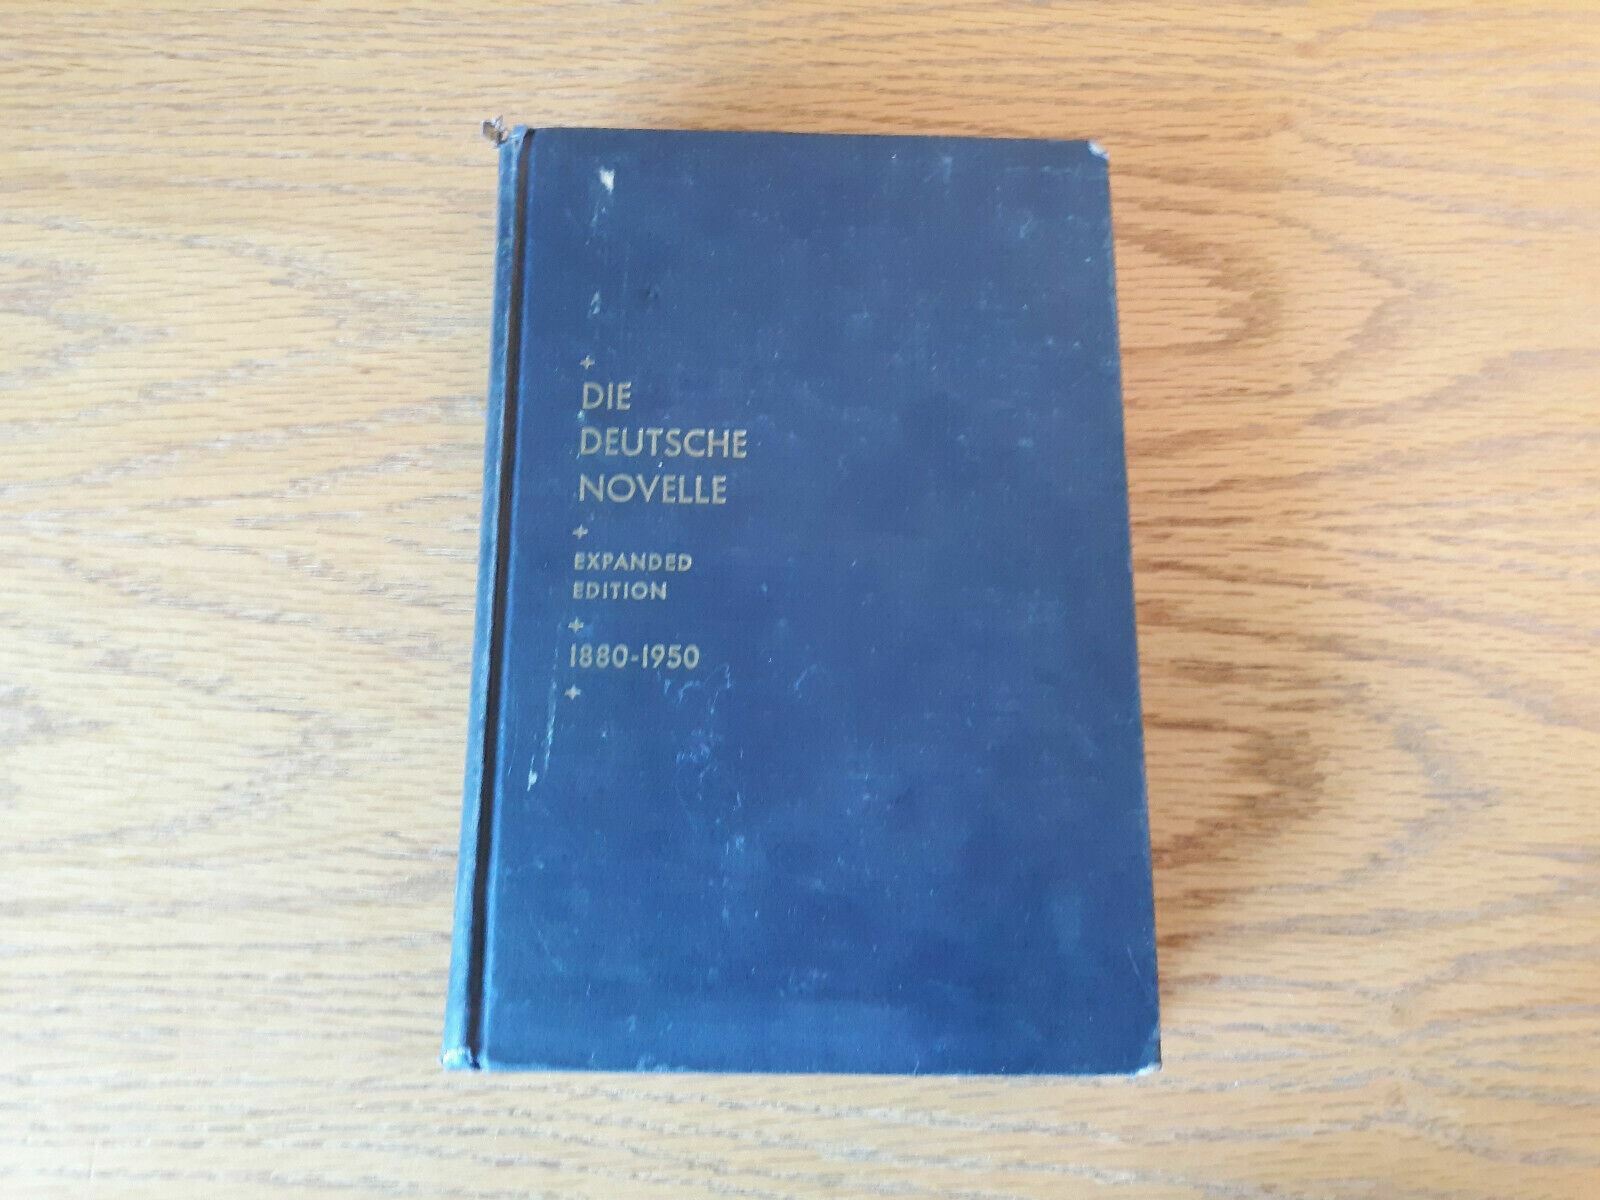 DIE
DEUTSCHE
NOVELLE
EXPANDED
EDITION
1880-1950